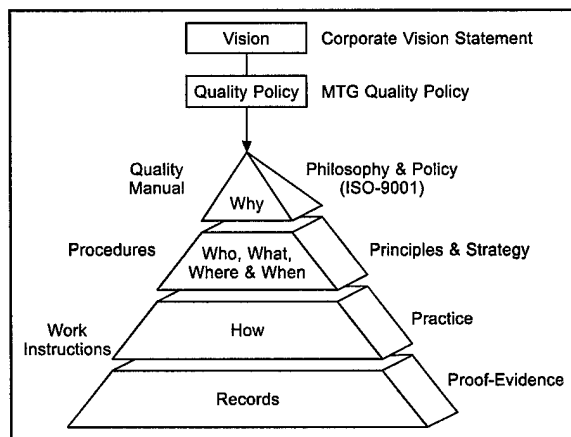 Vision
Corporate Vision Statement
Quality Policy
MTG Quality Policy
Quality
Manual
Philosophy & Policy
(ISO-9001)
Why
Procedures
Who, What,
Where & When
Principles & Strategy
Work
Instructions
How
Practice
Records
Proof-Evidence